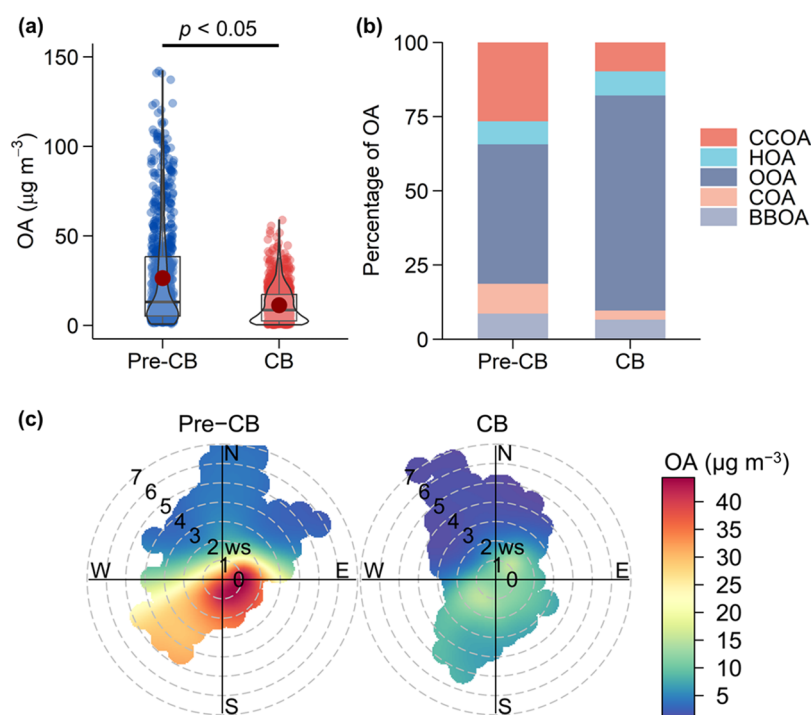 (a)
p < 0.05
OA (µg m⁻³)
150
100
50
0
Pre-CB
CB
(b)
Percentage of OA
100
75
50
25
0
Pre-CB
CB
CCOA
HOA
OOA
COA
BBOA
(c)
Pre−CB
N
7
6
5
4
3
2
ws
1
0
W
E
S
CB
N
7
6
5
4
3
2
ws
1
0
W
E
S
OA (µg m⁻³)
40
35
30
25
20
15
10
5